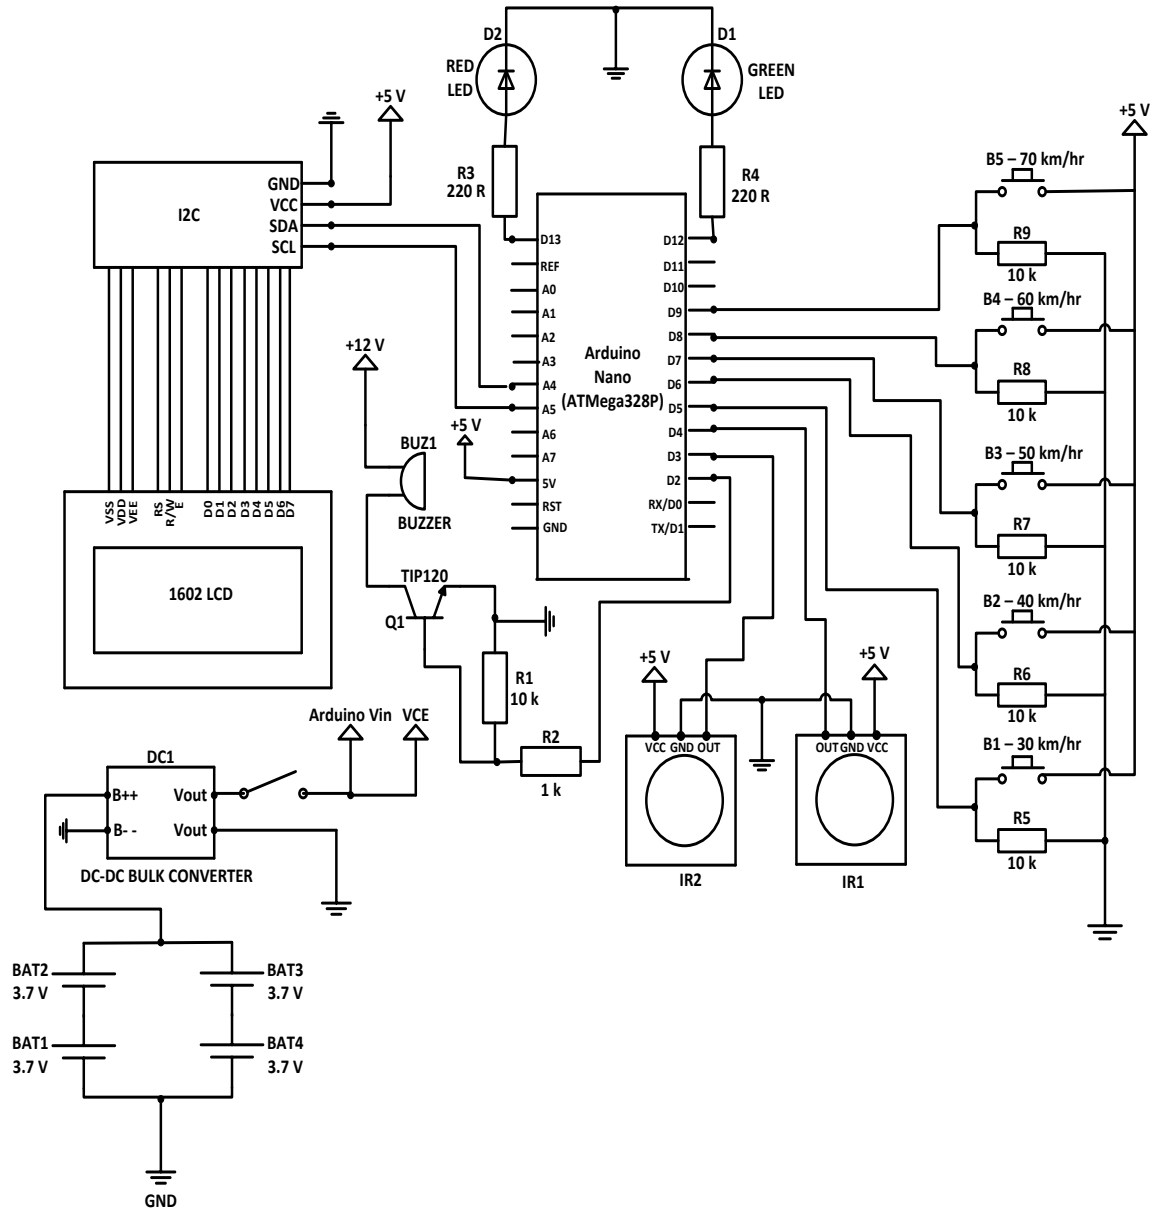 D2
D1
RED
LED
GREEN
LED
+5 V
+5 V
R3
220 R
R4
220 R
B5 – 70 km/hr
GND
VCC
SDA
SCL
I2C
D13
REF
A0
A1
A2
A3
A4
A5
A6
A7
5V
RST
GND
D12
D11
D10
D9
D8
D7
D6
D5
D4
D3
D2
RX/D0
TX/D1
Arduino
Nano
(ATMega328P)
R9
10 k
B4 – 60 km/hr
R8
10 k
B3 – 50 km/hr
R7
10 k
B2 – 40 km/hr
R6
10 k
B1 – 30 km/hr
R5
10 k
+12 V
+5 V
BUZ1
BUZZER
VSS
VDD
VEE
RS
R/W
E
D0
D1
D2
D3
D4
D5
D6
D7
1602 LCD
TIP120
Q1
R1
10 k
R2
1 k
+5 V
+5 V
VCC GND OUT
OUT GND VCC
IR2
IR1
Arduino Vin
VCE
DC1
B++
Vout
B- -
Vout
DC-DC BULK CONVERTER
BAT2
3.7 V
BAT3
3.7 V
BAT1
3.7 V
BAT4
3.7 V
GND